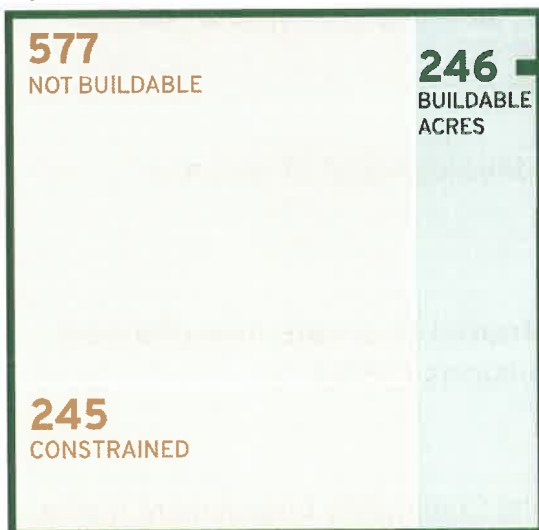 577
NOT BUILDABLE
246
BUILDABLE
ACRES
245
CONSTRAINED